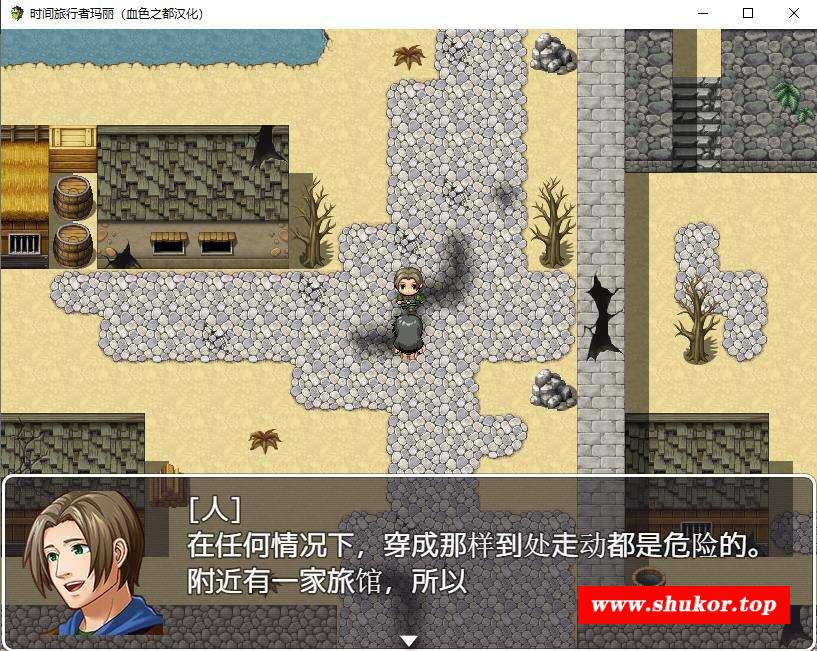 时间旅行者玛丽（血色之都汉化）
[人]
在任何情况下，穿成那样到处走动都是危险的。
附近有一家旅馆，所以
www.shukor.top